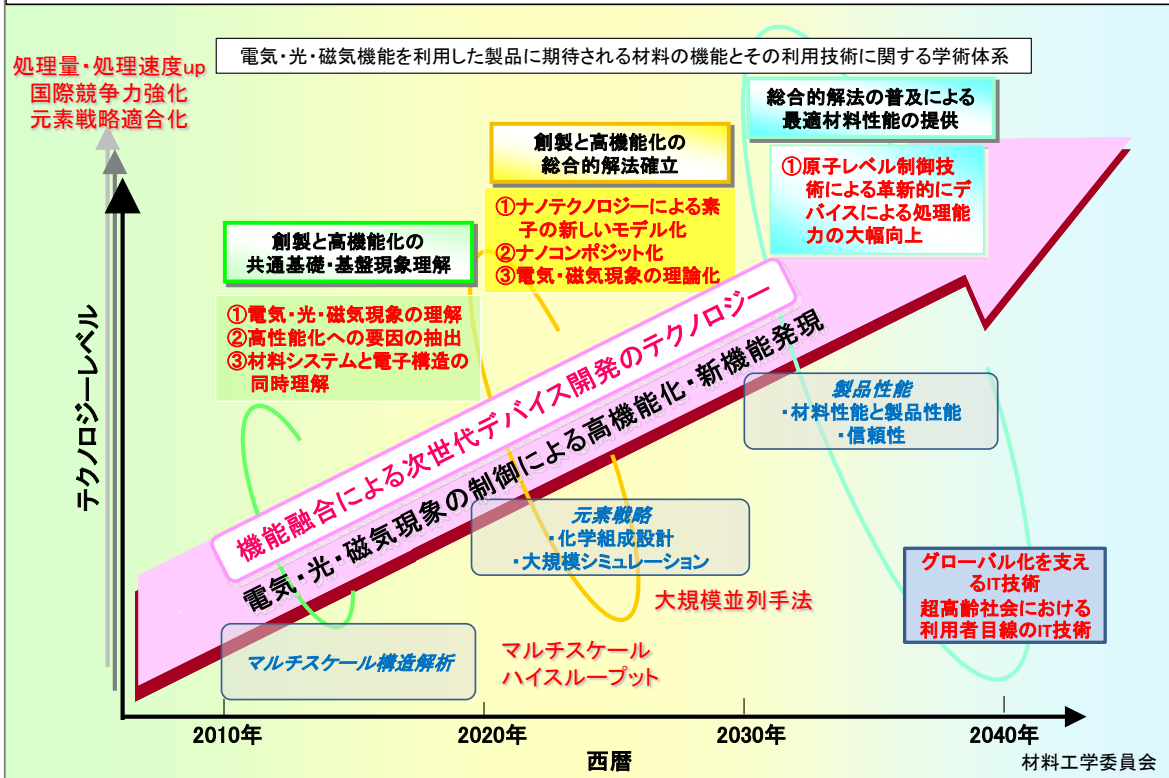 電気・光・磁気機能を利用した製品に期待される材料の機能とその利用技術に関する学術体系
処理量・処理速度up
国際競争力強化
元素戦略適合化
総合的解法の普及による
最適材料性能の提供
①原子レベル制御技
術による革新的にデ
バイスによる処理能
力の大幅向上
創製と高機能化の
総合的解法確立
①ナノテクノロジーによる素
子の新しいモデル化
②ナノコンポジット化
③電気・磁気現象の理論化
創製と高機能化の
共通基礎・基盤現象理解
①電気・光・磁気現象の理解
②高性能化への要因の抽出
③材料システムと電子構造の
同時理解
テクノロジーレベル
機能融合による次世代デバイス開発のテクノロジー
電気・光・磁気現象の制御による高機能化・新機能発現
製品性能
・材料性能と製品性能
・信頼性
元素戦略
・化学組成設計
・大規模シミュレーション
大規模並列手法
グローバル化を支え
るIT技術
超高齢社会における
利用者目線のIT技術
マルチスケール構造解析
マルチスケール
ハイスループット
2010年
2020年
2030年
2040年
西暦
材料工学委員会